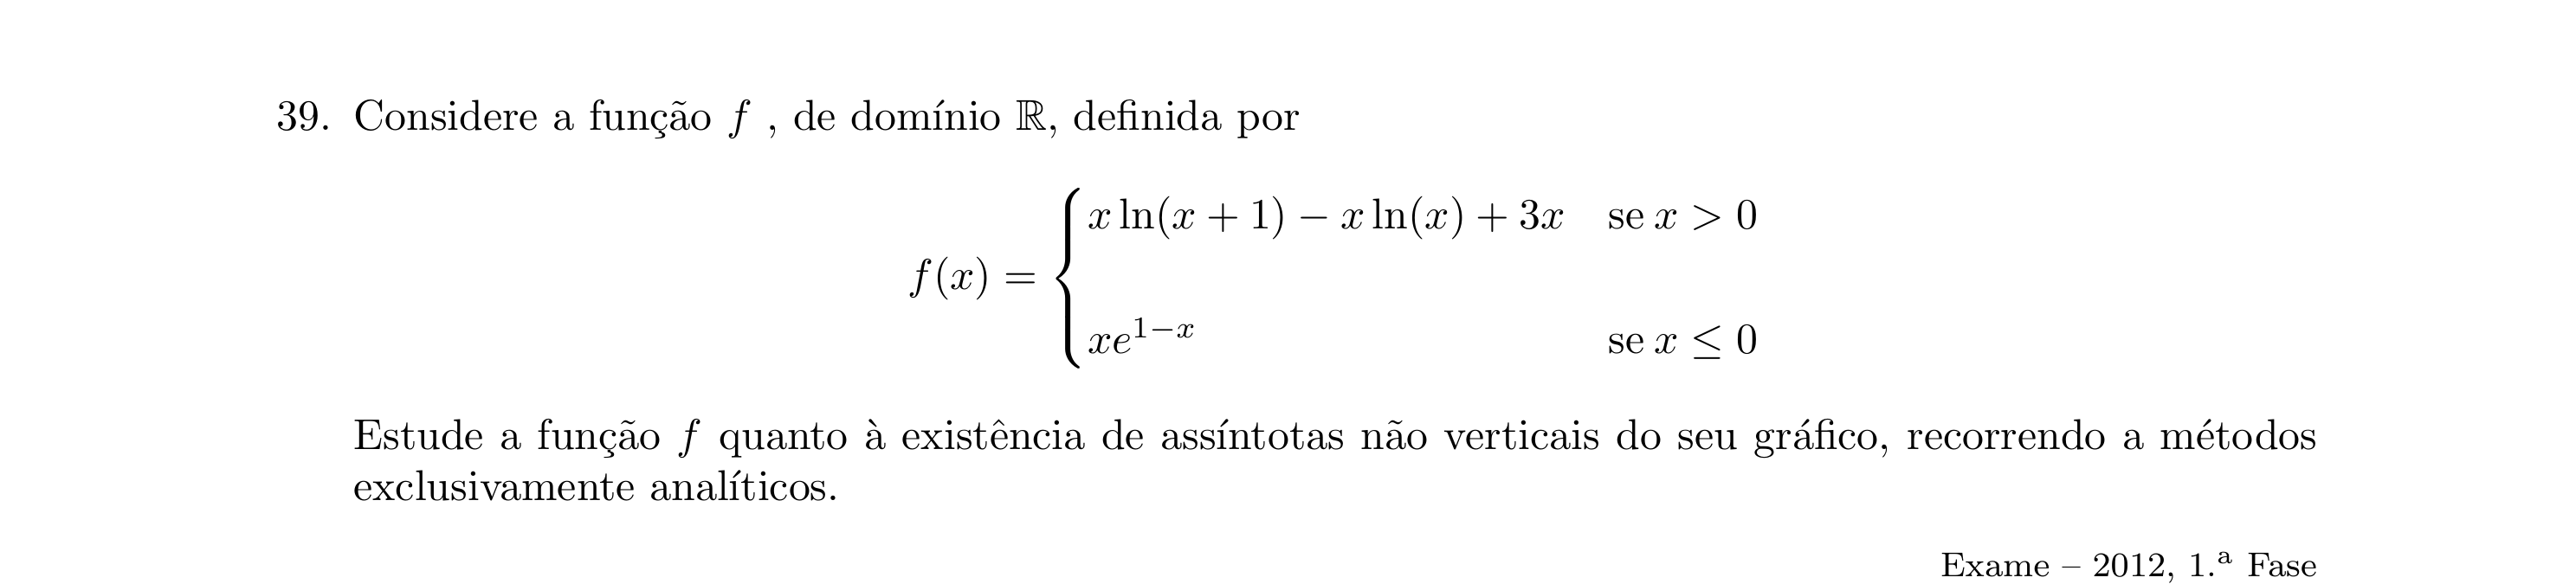 39. Considere a função f , de domínio ℝ, definida por
f(x) = { x ln(x + 1) − x ln(x) + 3x se x > 0
xe^{1−x} se x ≤ 0
Estude a função f quanto à existência de assíntotas não verticais do seu gráfico, recorrendo a métodos
exclusivamente analíticos.
Exame – 2012, 1.ª Fase